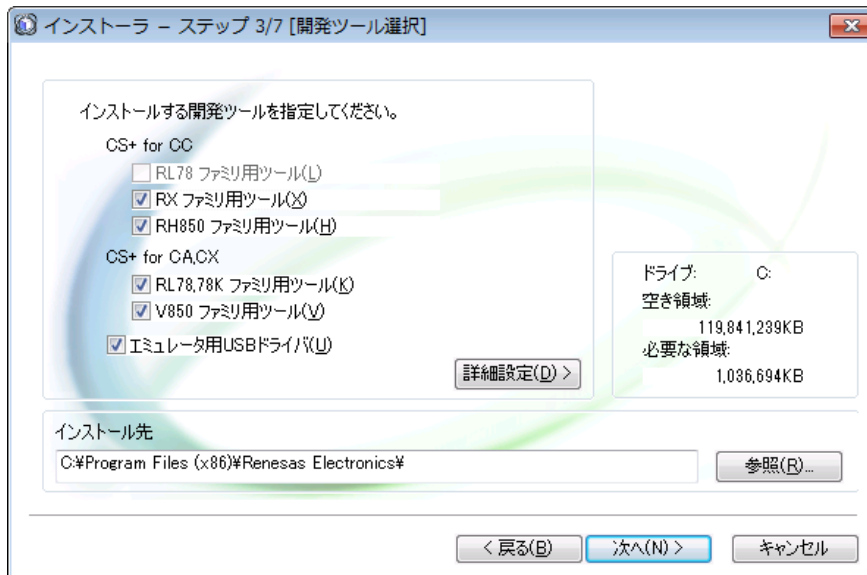 インストーラ － ステップ 3/7 [開発ツール選択]
インストールする開発ツールを指定してください。
CS+ for CC
RL78 ファミリ用ツール(L)
RX ファミリ用ツール(X)
RH850 ファミリ用ツール(H)
CS+ for CA,CX
RL78,78K ファミリ用ツール(K)
V850 ファミリ用ツール(V)
エミュレータ用USBドライバ(U)
詳細設定(D) >
ドライブ: C:
空き領域:
119,841,239KB
必要な領域:
1,036,694KB
インストール先
C:¥Program Files (x86)¥Renesas Electronics¥
参照(R)...
< 戻る(B)
次へ(N) >
キャンセル